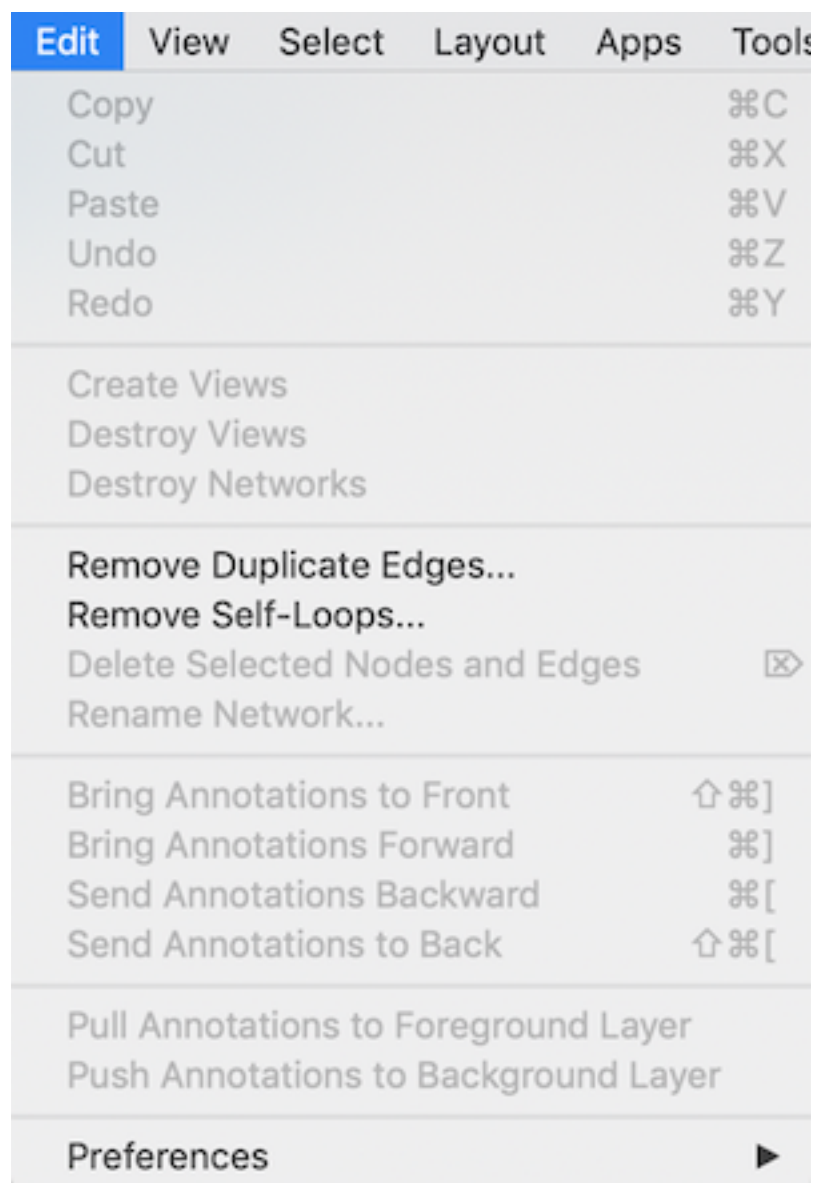 Edit View Select Layout Apps Tools
Copy ⌘C
Cut ⌘X
Paste ⌘V
Undo ⌘Z
Redo ⌘Y
Create Views
Destroy Views
Destroy Networks
Remove Duplicate Edges...
Remove Self-Loops...
Delete Selected Nodes and Edges ⌦
Rename Network...
Bring Annotations to Front ⇧⌘]
Bring Annotations Forward ⌘]
Send Annotations Backward ⌘[
Send Annotations to Back ⇧⌘[
Pull Annotations to Foreground Layer
Push Annotations to Background Layer
Preferences ▶